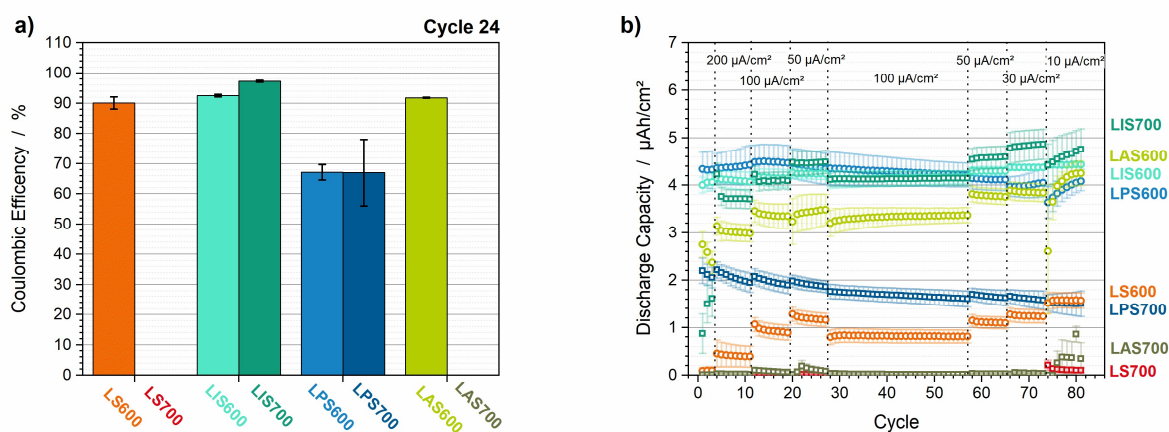 a)
Cycle 24
Coulombic Efficency / %
110
100
90
80
70
60
50
40
30
20
10
0
LS600
LS700
LIS600
LIS700
LPS600
LPS700
LAS600
LAS700
b)
Discharge Capacity / µAh/cm²
7
6
5
4
3
2
1
0
200 µA/cm²
50 µA/cm²
50 µA/cm²
10 µA/cm²
100 µA/cm²
100 µA/cm²
30 µA/cm²
LIS700
LAS600
LIS600
LPS600
LS600
LPS700
LAS700
LS700
0
10
20
30
40
50
60
70
80
Cycle